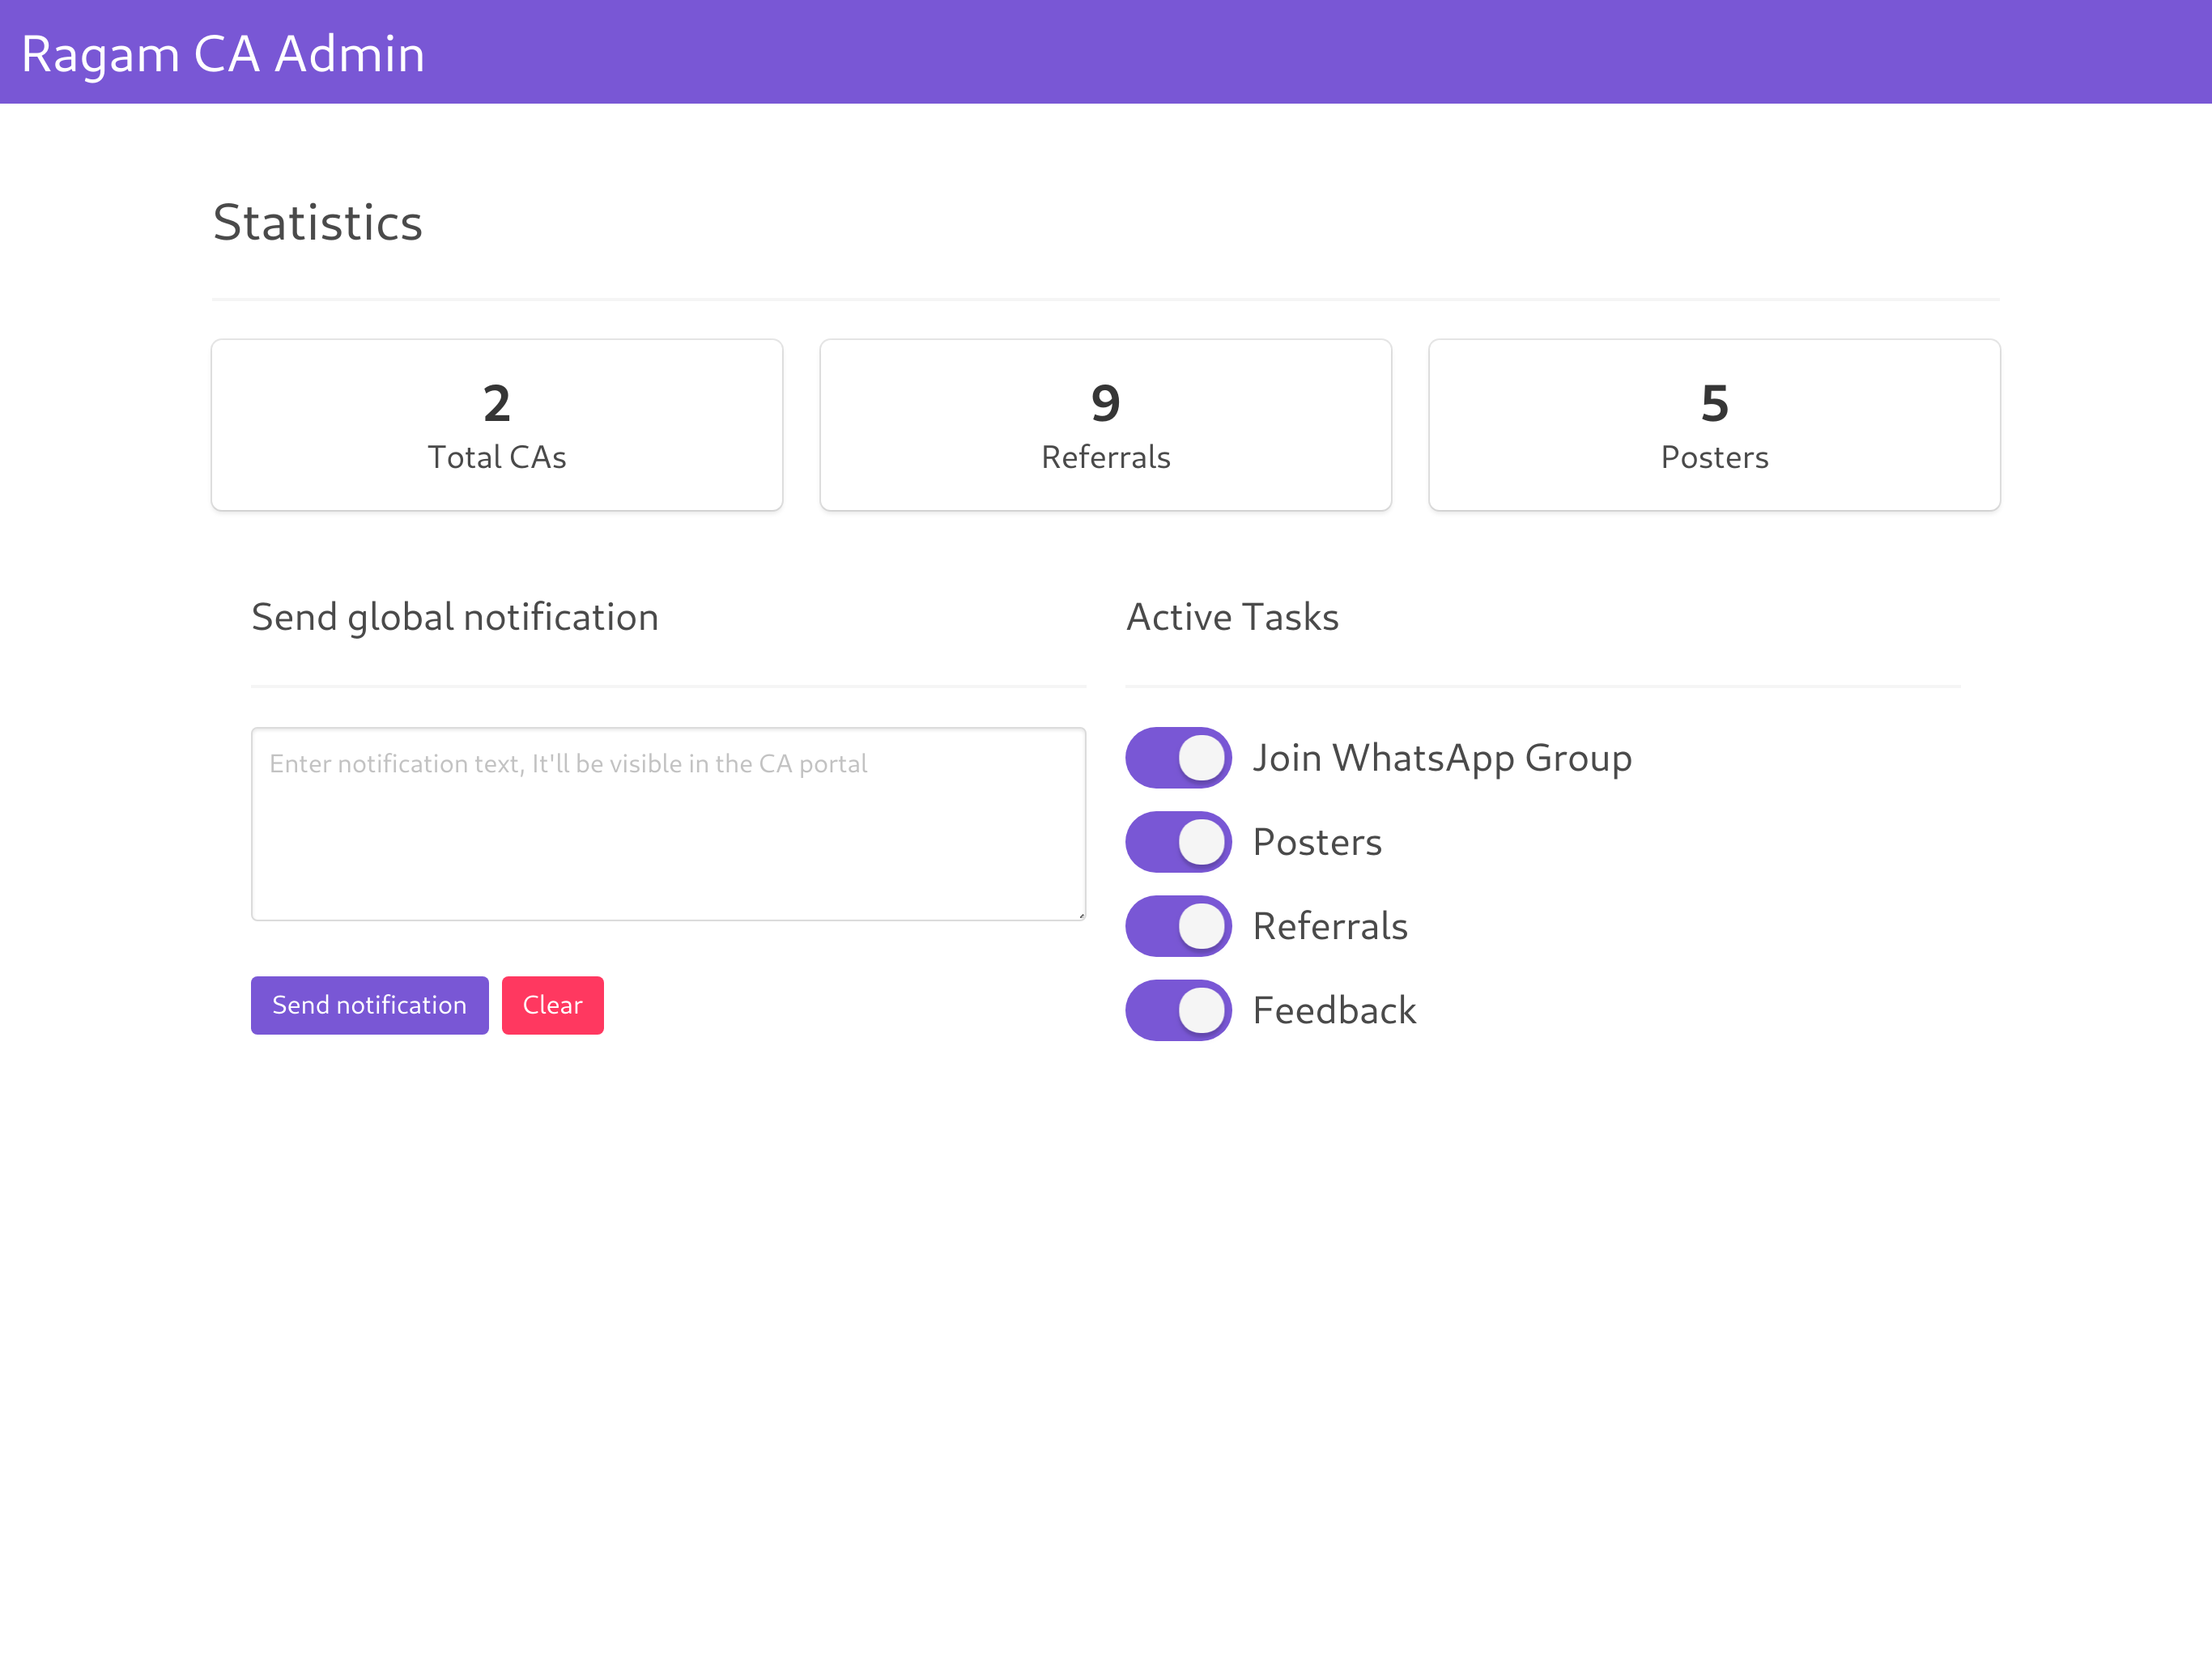 Ragam CA Admin
Statistics
2
Total CAs
9
Referrals
5
Posters
Send global notification
Enter notification text, It'll be visible in the CA portal
Send notification
Clear
Active Tasks
Join WhatsApp Group
Posters
Referrals
Feedback